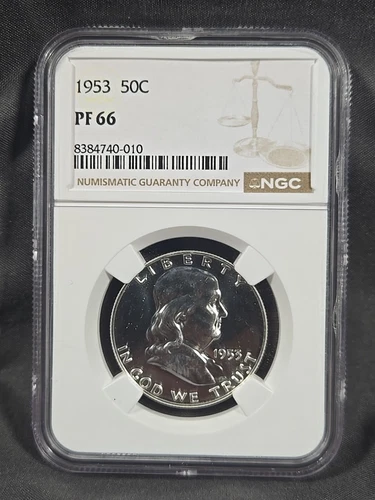 1953 50C
PF 66
8384740-010
NUMISMATIC GUARANTY COMPANY NGC
LIBERTY
1953
IN GOD WE TRUST